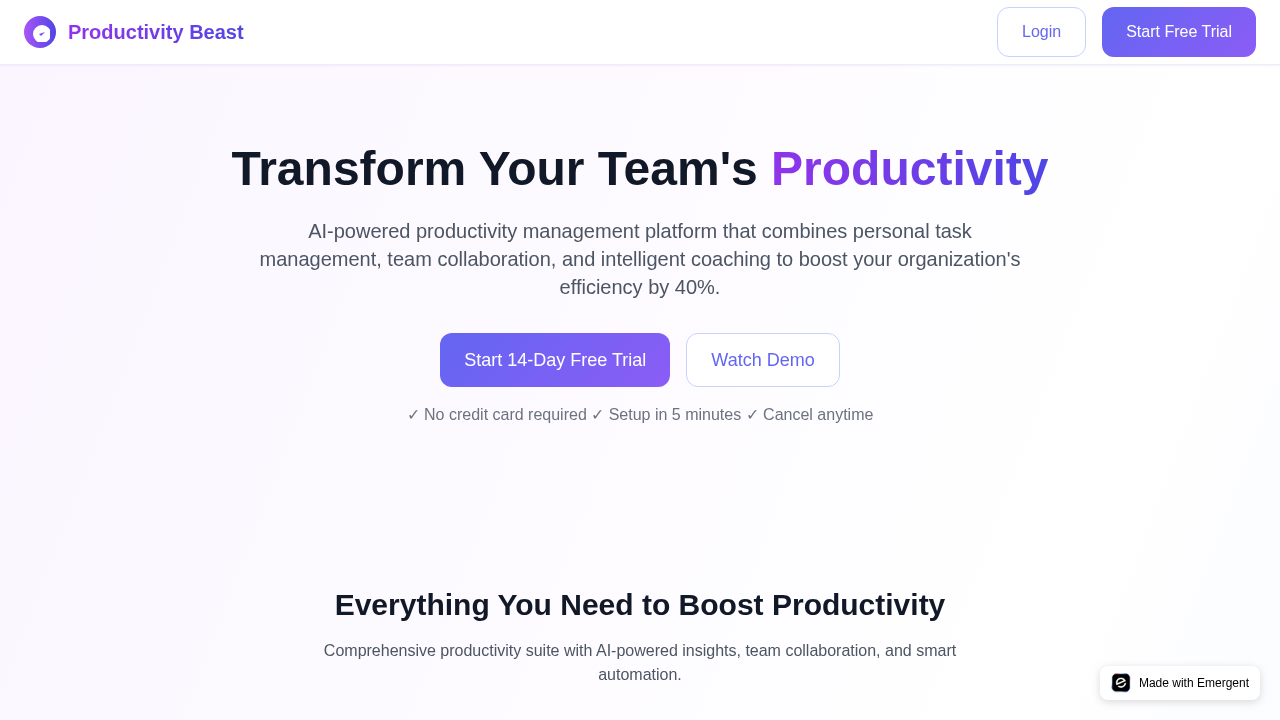 Productivity Beast
Login
Start Free Trial
Transform Your Team's Productivity
AI-powered productivity management platform that combines personal task
management, team collaboration, and intelligent coaching to boost your organization's
efficiency by 40%.
Start 14-Day Free Trial
Watch Demo
✓ No credit card required ✓ Setup in 5 minutes ✓ Cancel anytime
Everything You Need to Boost Productivity
Comprehensive productivity suite with AI-powered insights, team collaboration, and smart
automation.
Made with Emergent